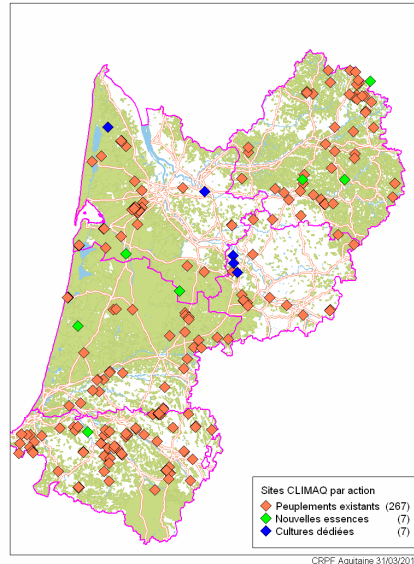 Sites CLIMAQ par action
Peuplements existants (267)
Nouvelles essences (7)
Cultures dédiées (7)
CRPF Aquitaine 31/03/201